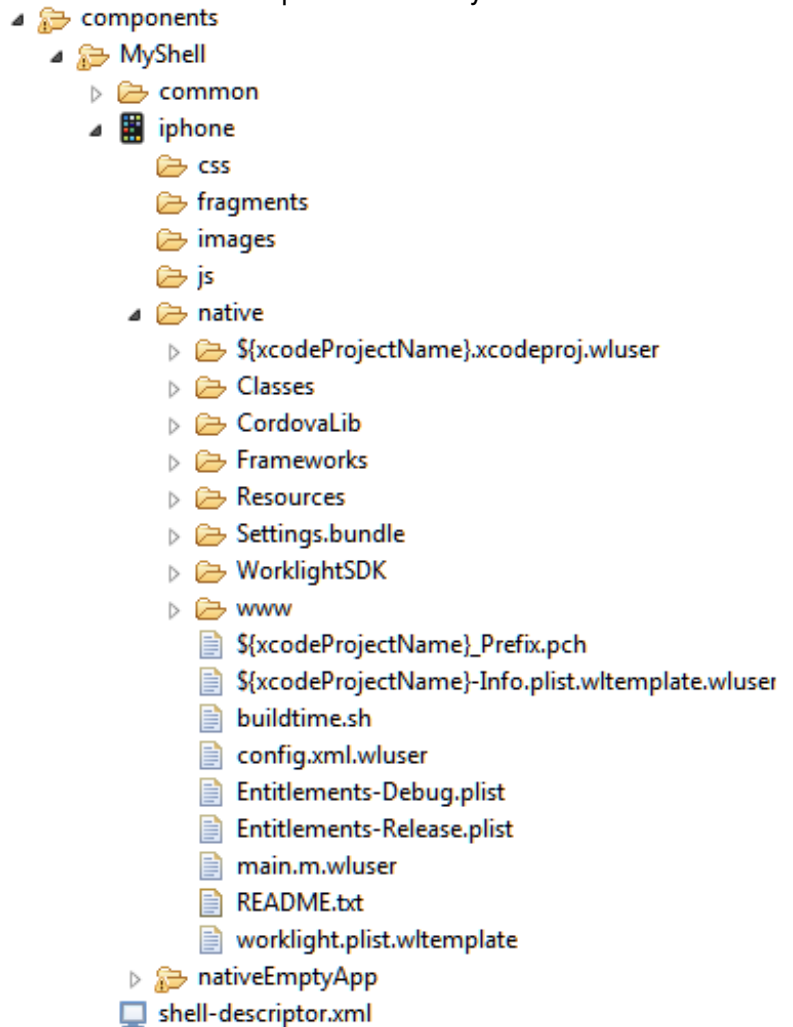 components
MyShell
common
iphone
css
fragments
images
js
native
${xcodeProjectName}.xcodeproj.wluser
Classes
CordovaLib
Frameworks
Resources
Settings.bundle
WorklightSDK
www
${xcodeProjectName}_Prefix.pch
${xcodeProjectName}-Info.plist.wltemplate.wluser
buildtime.sh
config.xml.wluser
Entitlements-Debug.plist
Entitlements-Release.plist
main.m.wluser
README.txt
worklight.plist.wltemplate
nativeEmptyApp
shell-descriptor.xml